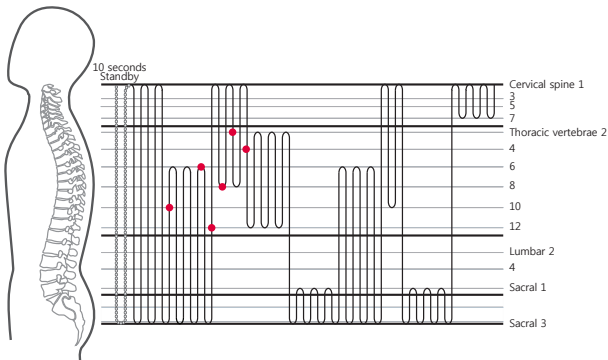 10 seconds
Standby
Cervical spine 1
3
5
7
Thoracic vertebrae 2
4
6
8
10
12
Lumbar 2
4
Sacral 1
Sacral 3